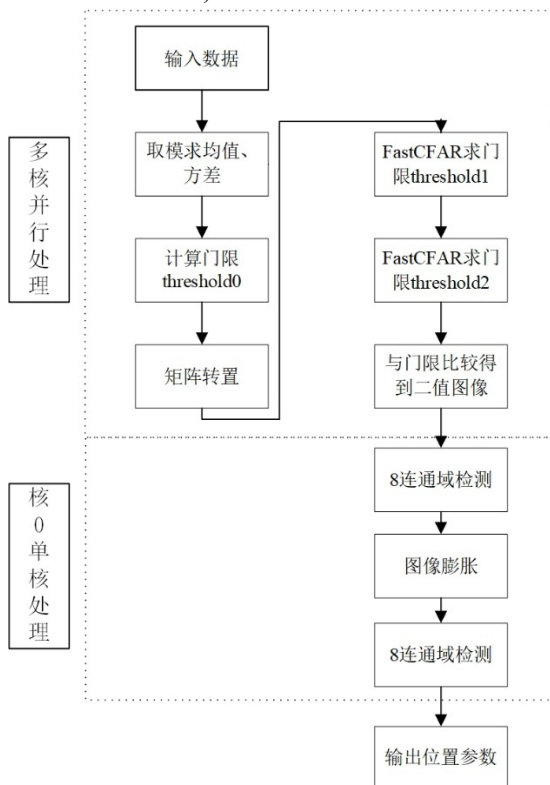 多
核
并
行
处
理
输入数据
取模求均值、
方差
计算门限
threshold0
矩阵转置
FastCFAR求门
限threshold1
FastCFAR求门
限threshold2
与门限比较得
到二值图像
核
0
单
核
处
理
8连通域检测
图像膨胀
8连通域检测
输出位置参数